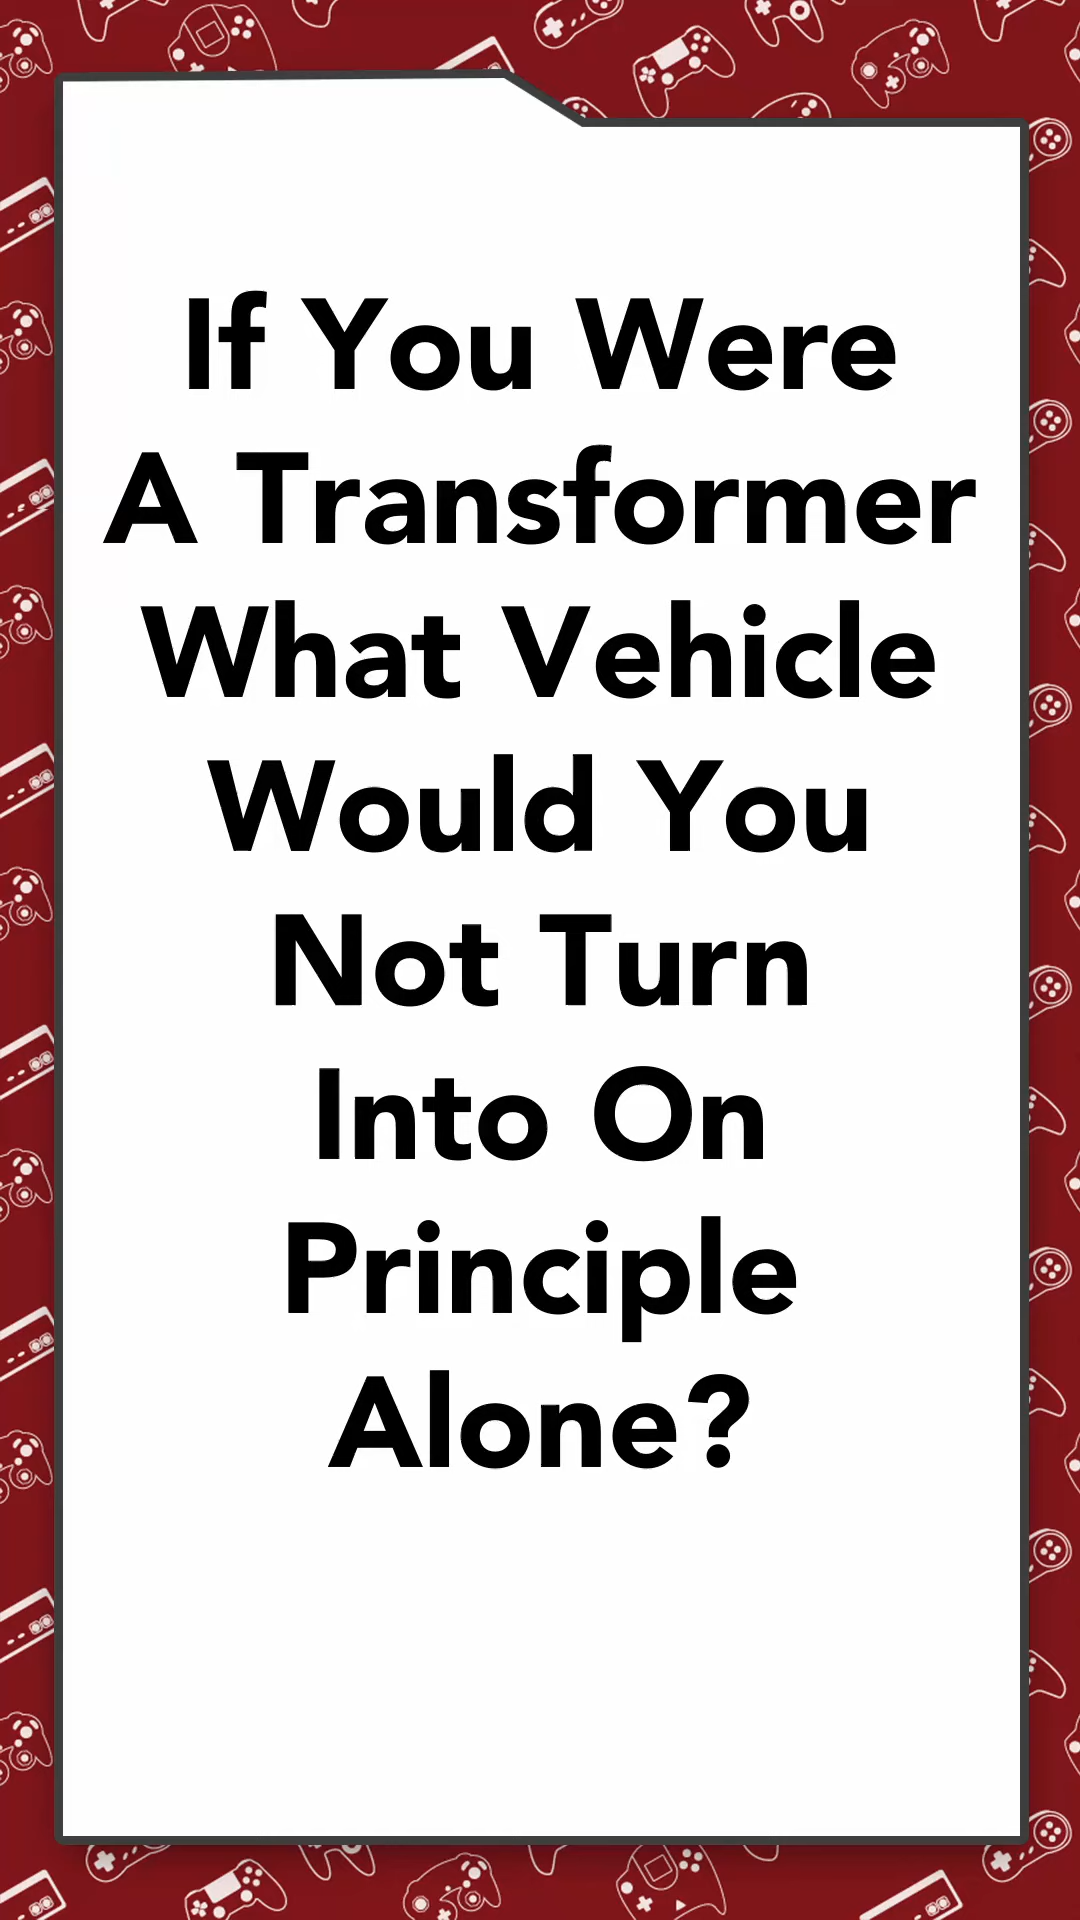 If You Were
A Transformer
What Vehicle
Would You
Not Turn
Into On
Principle
Alone?